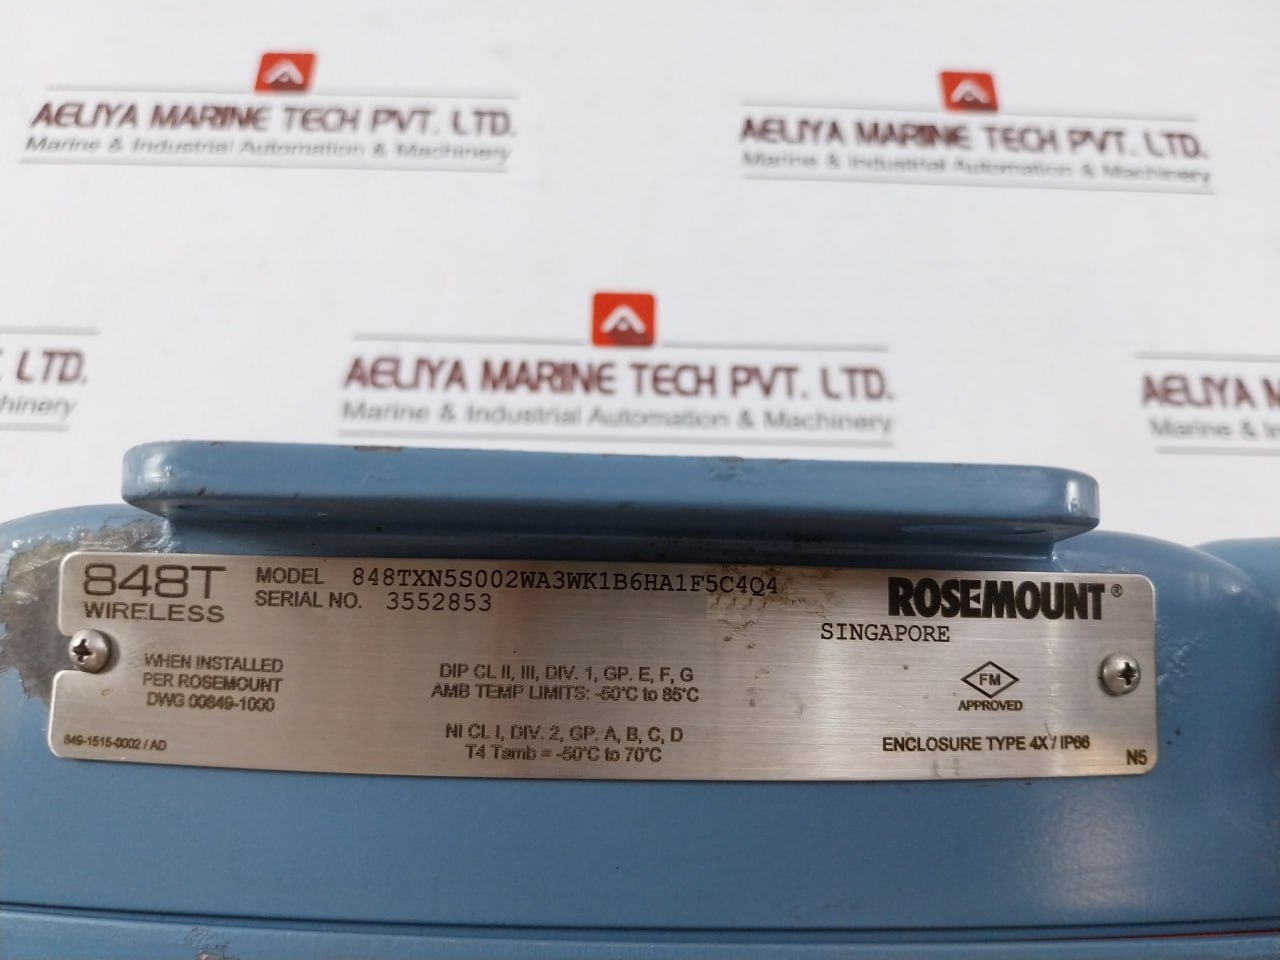 AELIYA MARINE TECH PVT. LTD.
Marine & Industrial Automation & Machinery
AELIYA MARINE TECH PVT. LTD.
Marine & Industrial Automation & Machinery
LTD.
hinery
AELIYA MARINE TECH PVT. LTD.
Marine & Industrial Automation & Machinery
AELIYA M
Marine & In
848T
WIRELESS
MODEL 848TXN5S002WA3WK1B6HA1F5C4Q4
SERIAL NO. 3552853
ROSEMOUNT®
SINGAPORE
WHEN INSTALLED
PER ROSEMOUNT
DWG 00849-1000
849-1515-0002 / AD
DIP CL II, III, DIV. 1, GP. E, F, G
AMB TEMP LIMITS: -50°C to 85°C
NI CL I, DIV. 2, GP. A, B, C, D
T4 Tamb = -50°C to 70°C
FM
APPROVED
ENCLOSURE TYPE 4X / IP66
N5